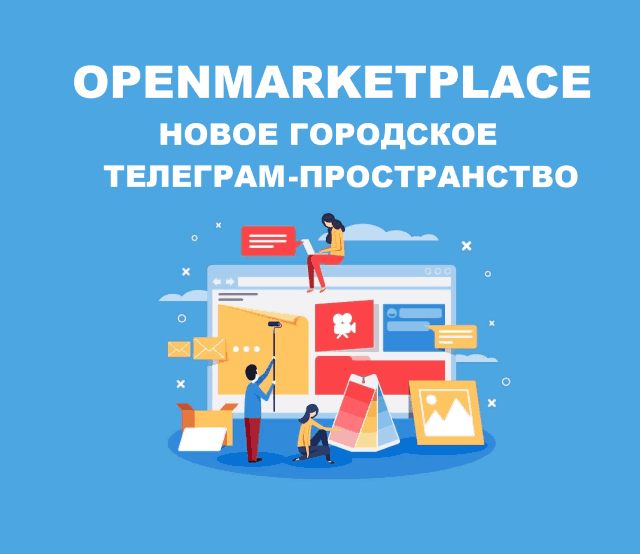 OPENMARKETPLACE
НОВОЕ ГОРОДСКОЕ
ТЕЛЕГРАМ-ПРОСТРАНСТВО